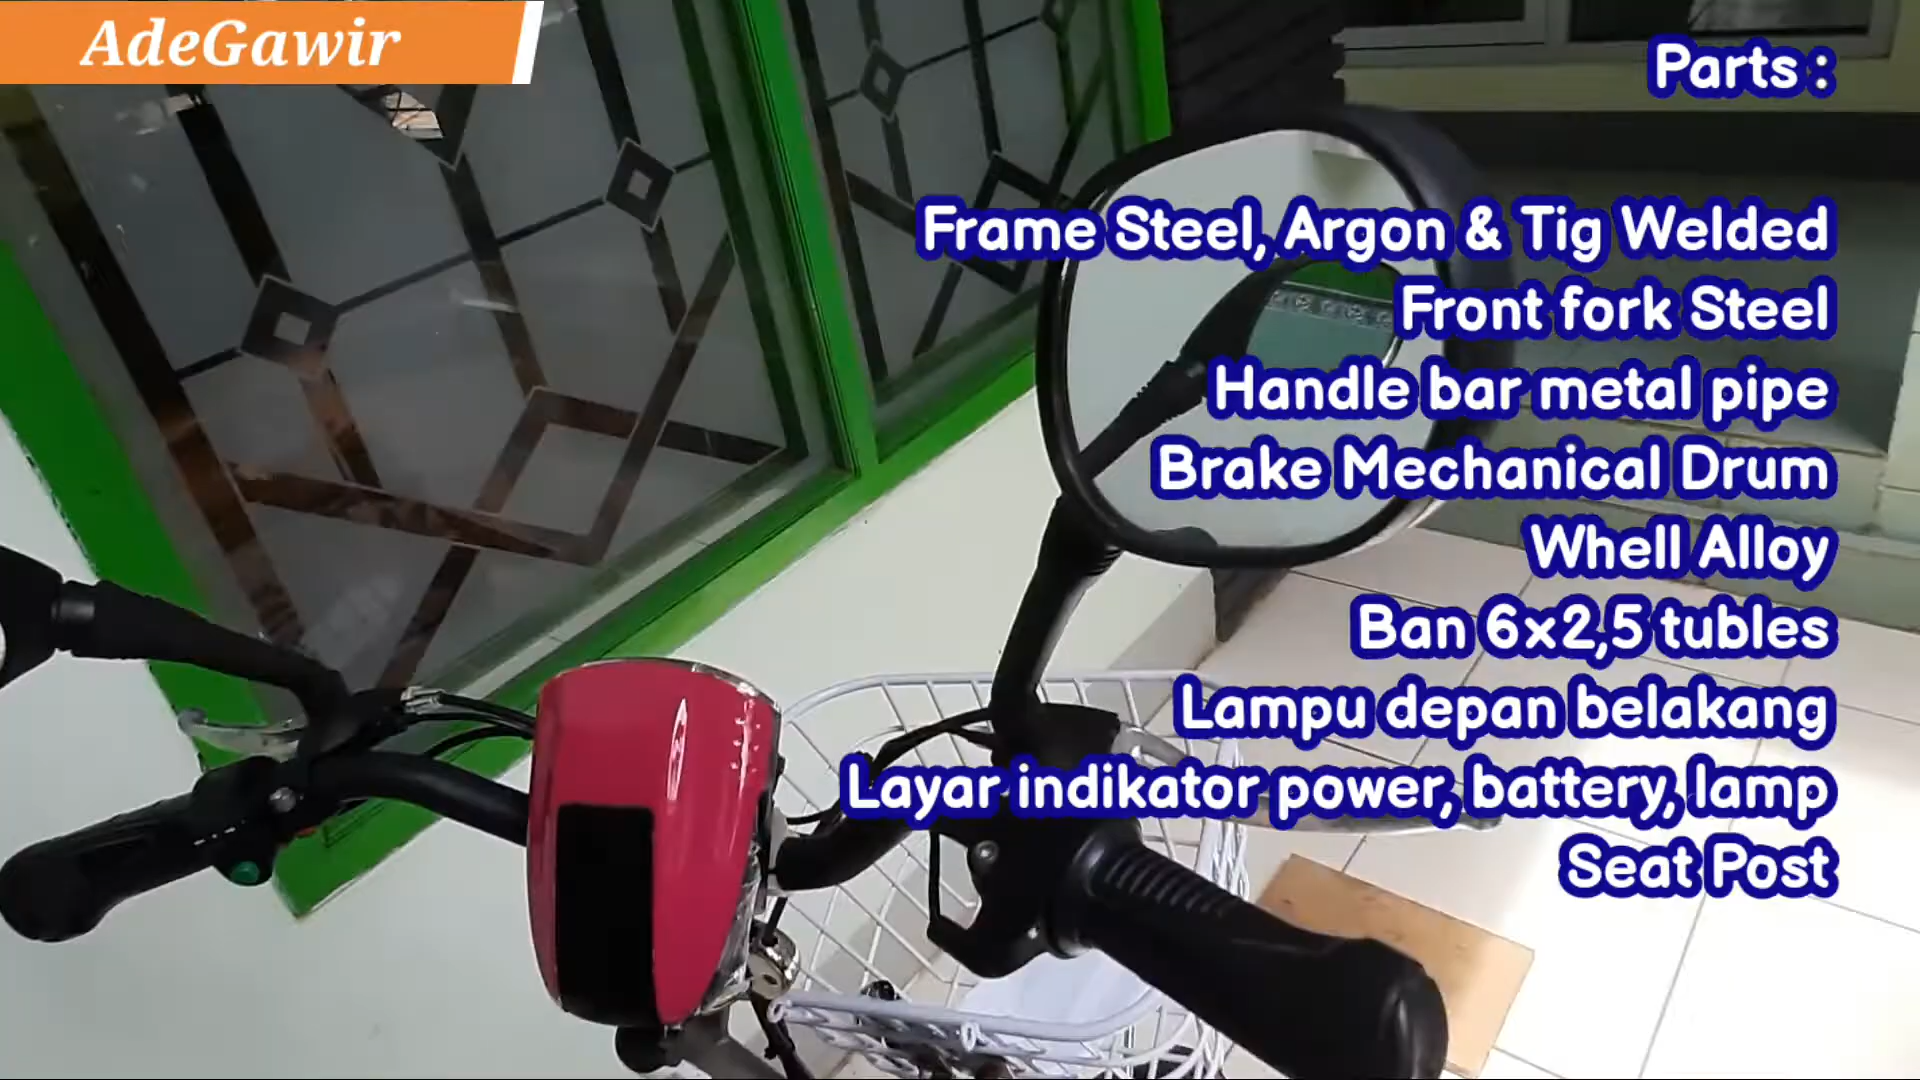 AdeGawir
Parts :
Frame Steel, Argon & Tig Welded
Front fork Steel
Handle bar metal pipe
Brake Mechanical Drum
Whell Alloy
Ban 6x2,5 tubles
Lampu depan belakang
Layar indikator power, battery, lamp
Seat Post